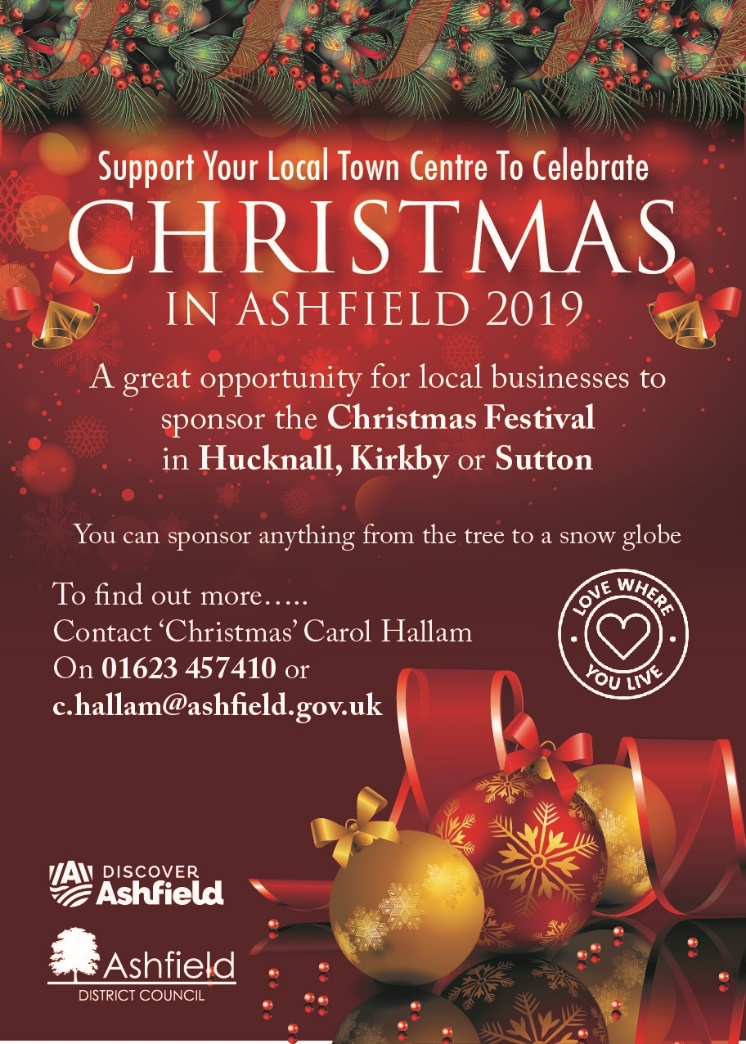 Support Your Local Town Centre To Celebrate
CHRISTMAS
IN ASHFIELD 2019
A great opportunity for local businesses to
sponsor the Christmas Festival
in Hucknall, Kirkby or Sutton
You can sponsor anything from the tree to a snow globe
To find out more.....
Contact ‘Christmas’ Carol Hallam
On 01623 457410 or
c.hallam@ashfield.gov.uk
LOVE WHERE
YOU LIVE
DISCOVER
Ashfield
Ashfield
DISTRICT COUNCIL